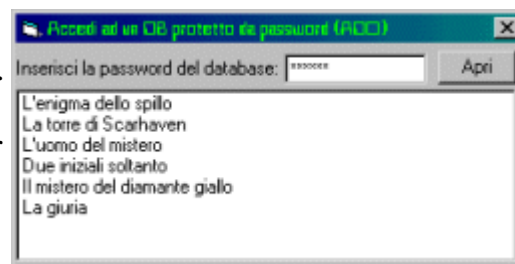 Accedi ad un DB protetto da password (ADO)
Inserisci la password del database: ****** Apri
L'enigma dello spillo
La torre di Scarhaven
L'uomo del mistero
Due iniziali soltanto
Il mistero del diamante giallo
La giuria